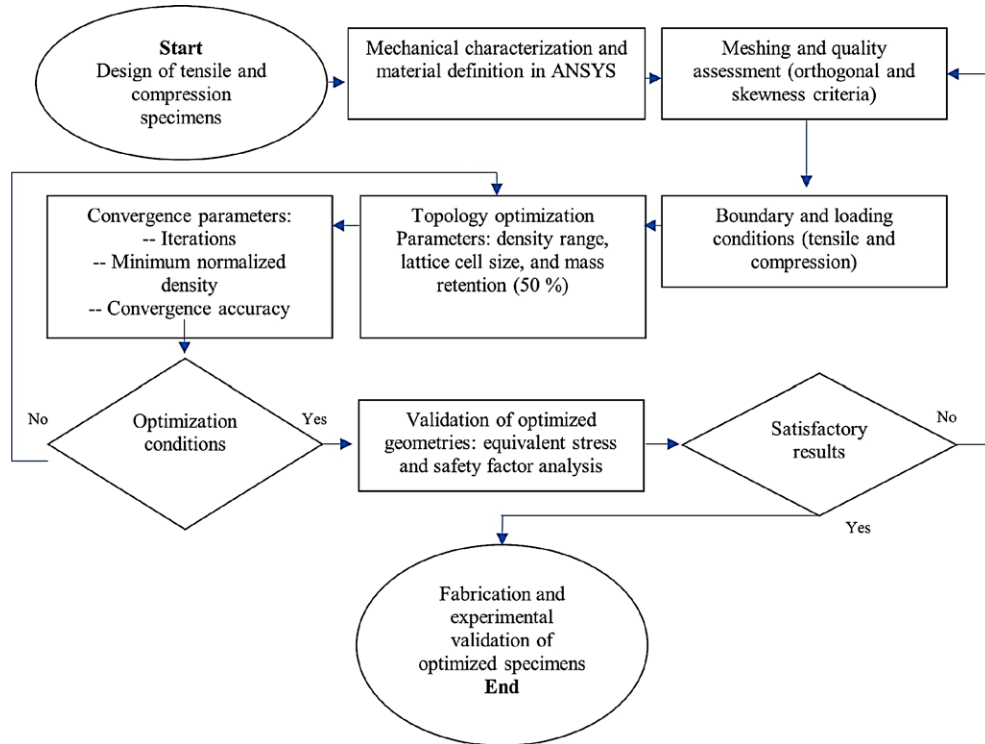 Start
Design of tensile and
compression
specimens
Mechanical characterization and
material definition in ANSYS
Meshing and quality
assessment (orthogonal and
skewness criteria)
Boundary and loading
conditions (tensile and
compression)
Topology optimization
Parameters: density range,
lattice cell size, and mass
retention (50 %)
Convergence parameters:
-- Iterations
-- Minimum normalized
density
-- Convergence accuracy
No
Optimization
conditions
Yes
Validation of optimized
geometries: equivalent stress
and safety factor analysis
Satisfactory
results
No
Yes
Fabrication and
experimental
validation of
optimized specimens
End